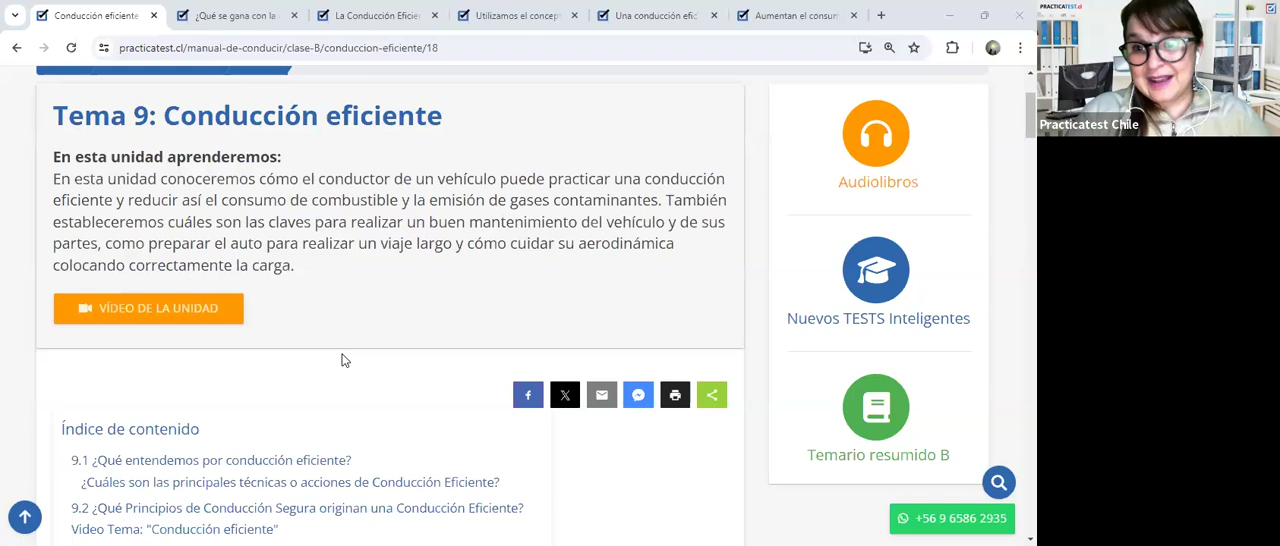 Conducción eficiente
¿Qué se gana con la
La Conducción Eficie
Utilizamos el concep
Una conducción efic
Aumentan el consum
practicatest.cl/manual-de-conducir/clase-B/conduccion-eficiente/18
PRACTICATEST.cl
Practicatest Chile
Tema 9: Conducción eficiente
En esta unidad aprenderemos:
En esta unidad conoceremos cómo el conductor de un vehículo puede practicar una conducción
eficiente y reducir así el consumo de combustible y la emisión de gases contaminantes. También
estableceremos cuáles son las claves para realizar un buen mantenimiento del vehículo y de sus
partes, como preparar el auto para realizar un viaje largo y cómo cuidar su aerodinámica
colocando correctamente la carga.
VÍDEO DE LA UNIDAD
Índice de contenido
9.1 ¿Qué entendemos por conducción eficiente?
¿Cuáles son las principales técnicas o acciones de Conducción Eficiente?
9.2 ¿Qué Principios de Conducción Segura originan una Conducción Eficiente?
Video Tema: "Conducción eficiente"
Audiolibros
Nuevos TESTS Inteligentes
Temario resumido B
+56 9 6586 2935